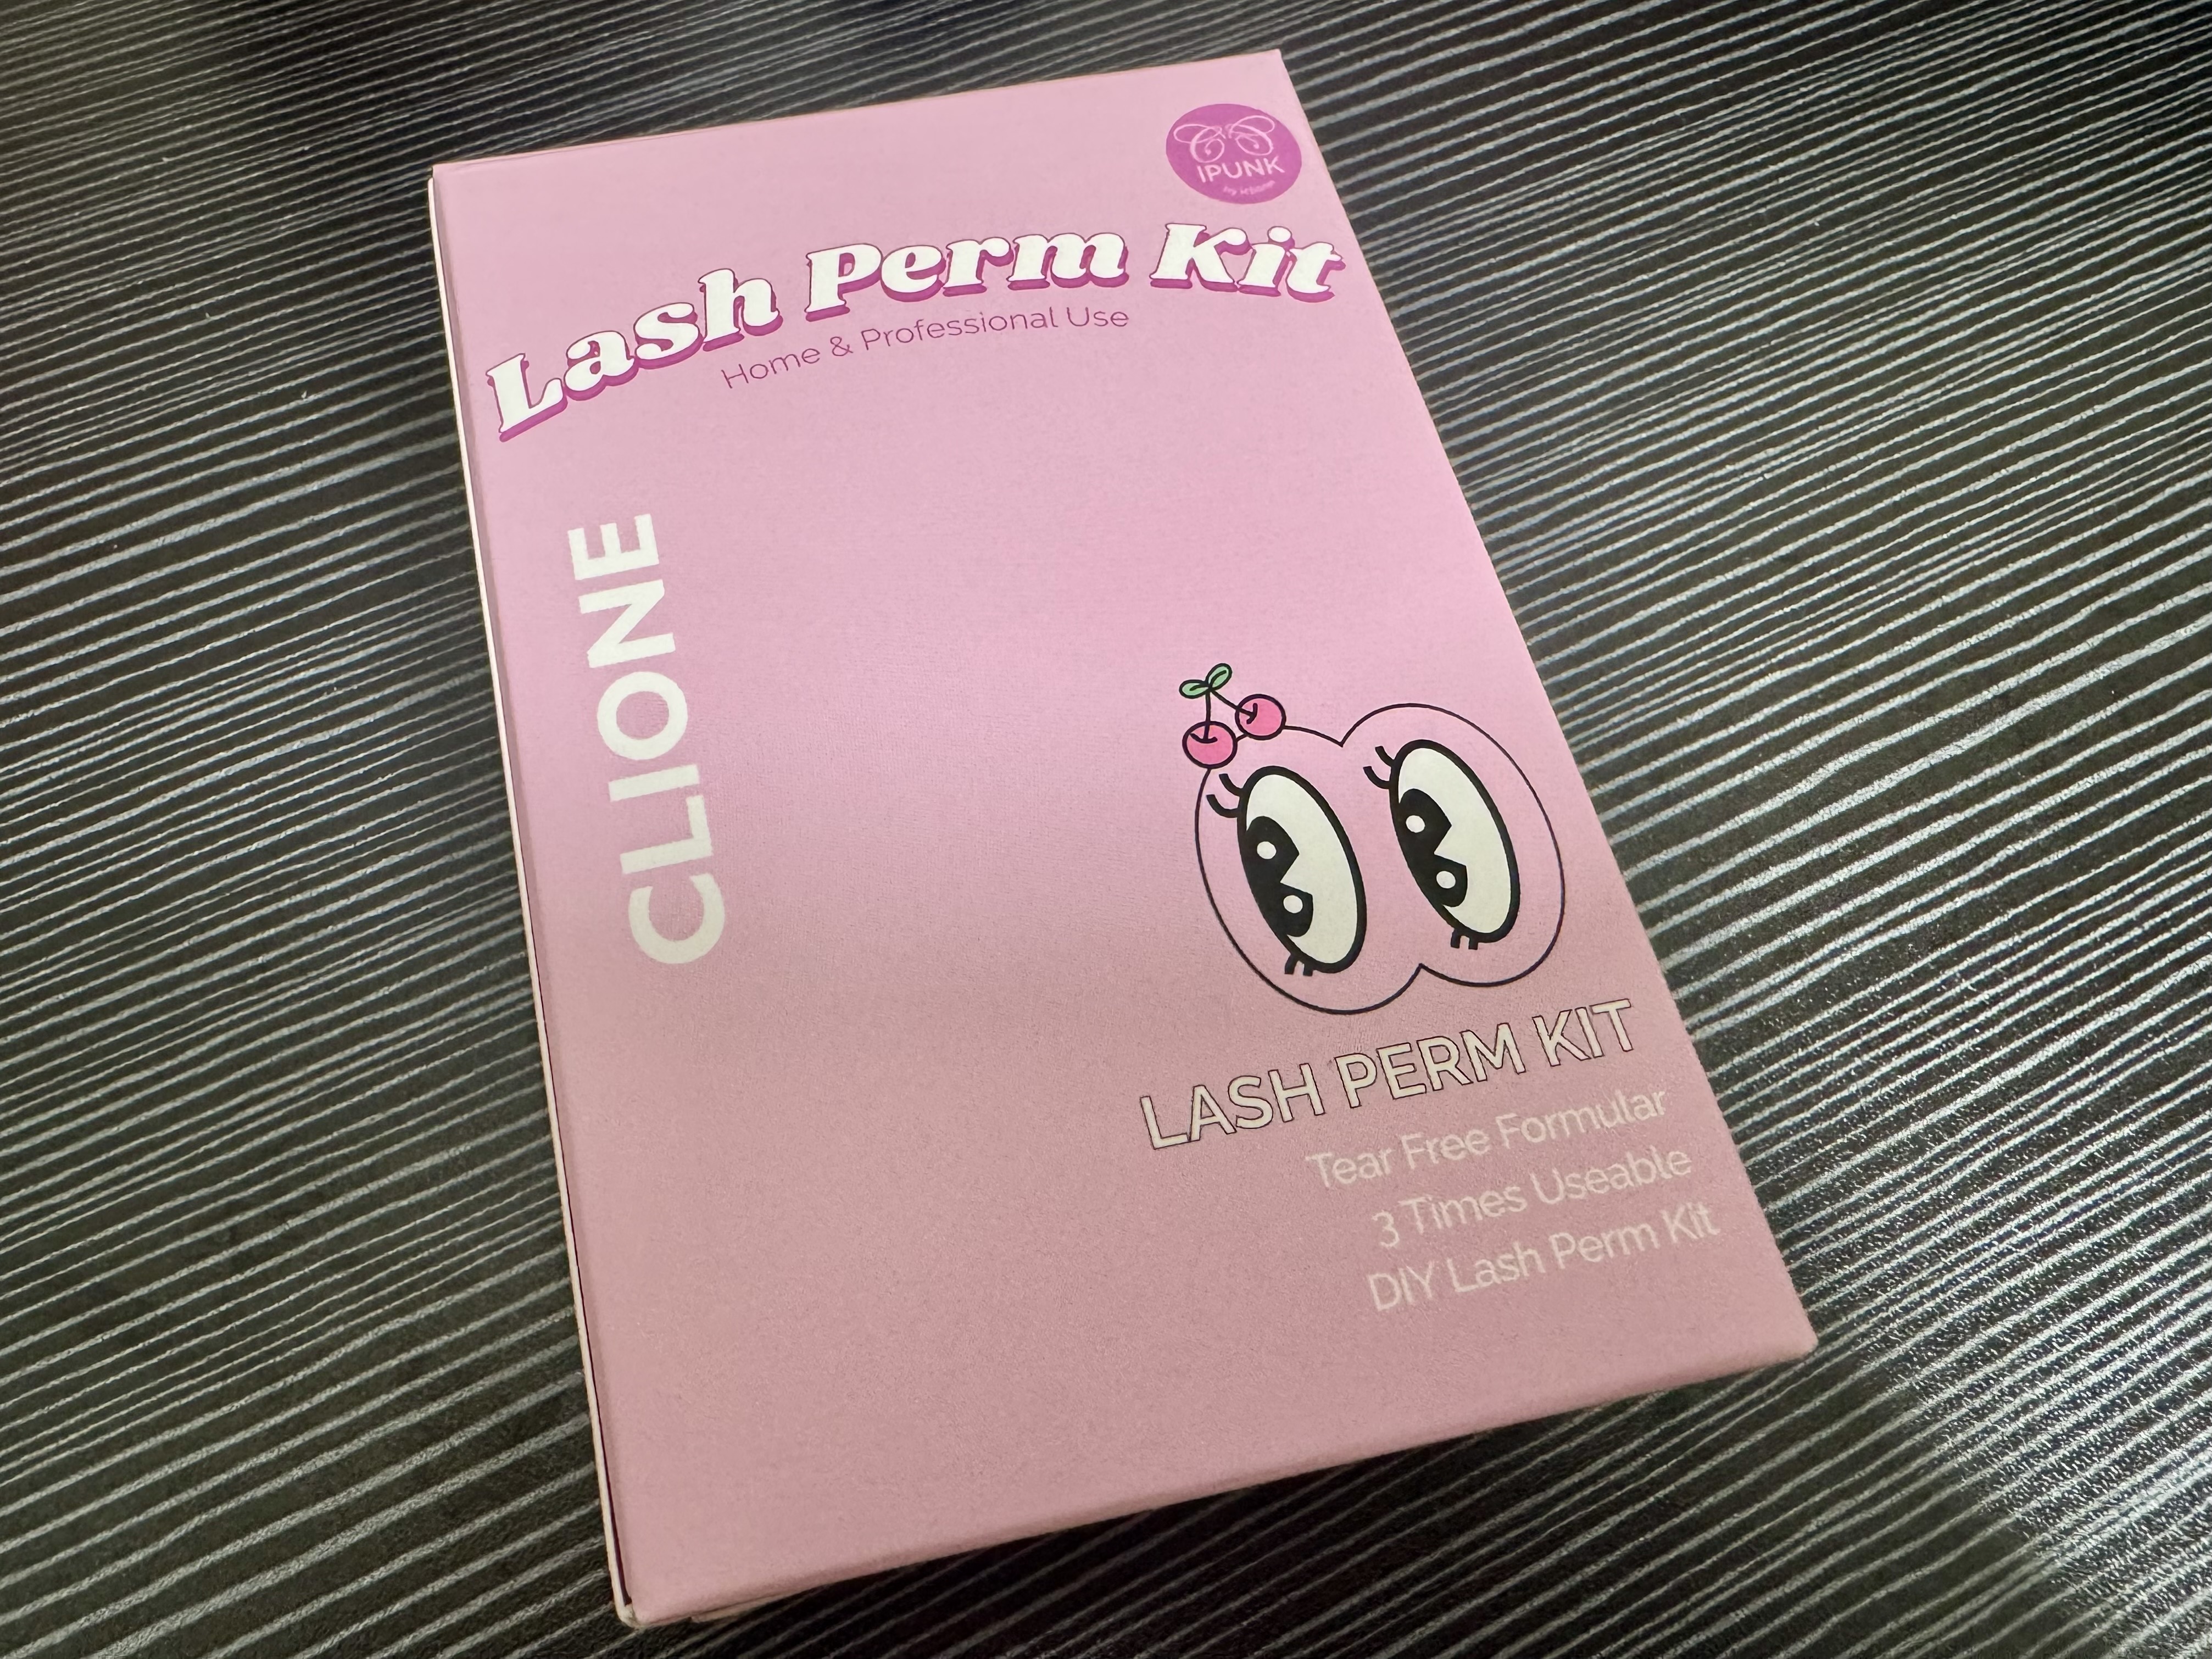 IPUNK
Lash Perm Kit
Home & Professional Use
CLIONE
LASH PERM KIT
Tear Free Formular
3 Times Useable
DIY Lash Perm Kit